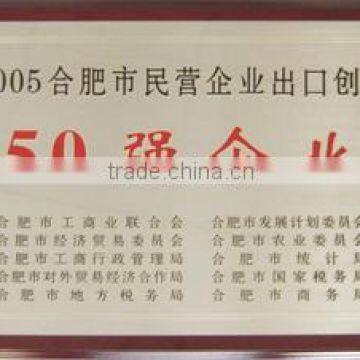 005合肥市民营企业出口创
50强企业
trade.china.cn
合肥市工商业联合会 合肥市发展计划委员会
合肥市经济贸易委员会 合肥市农业委员会
合肥市工商行政管理局 合肥市统计局
合肥市对外贸易经济合作局 合肥市国家税务局
合肥市地方税务局 合肥市商务局